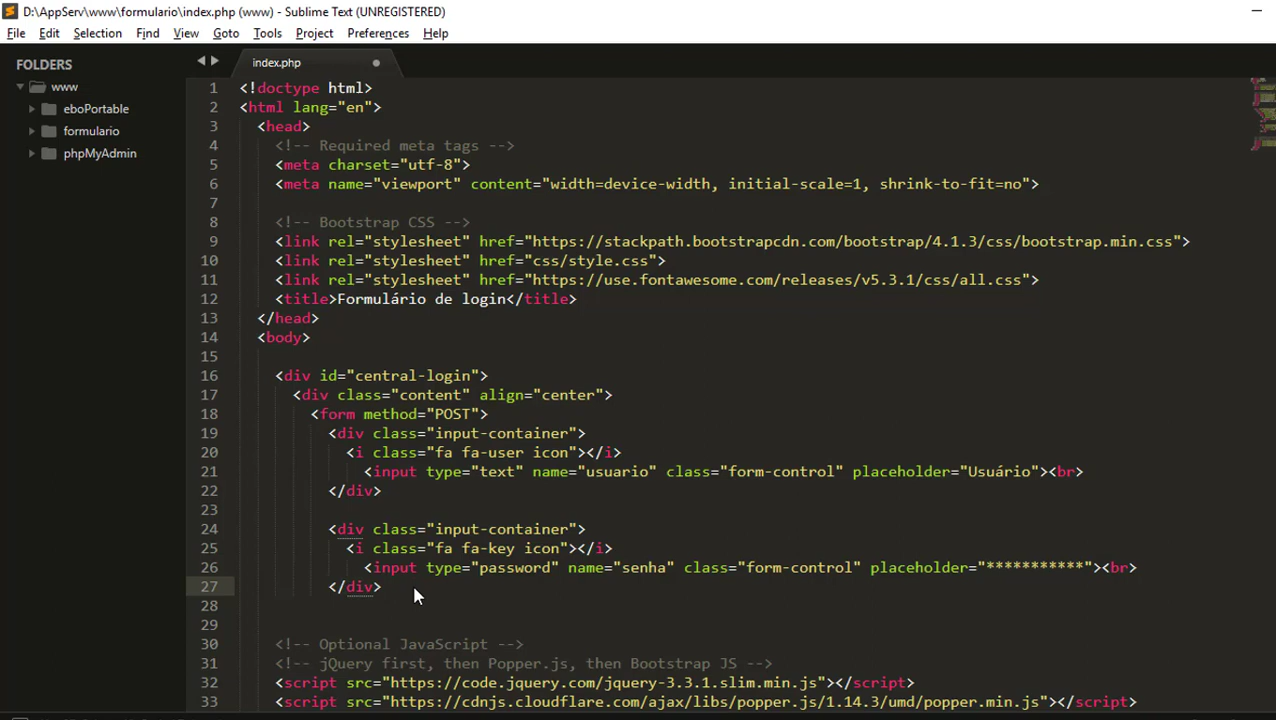 D:\AppServ\www\formulario\index.php (www) - Sublime Text (UNREGISTERED)
File Edit Selection Find View Goto Tools Project Preferences Help
FOLDERS
www
eboPortable
formulario
phpMyAdmin
index.php
1 <!doctype html>
2 <html lang="en">
3 <head>
4 <!-- Required meta tags -->
5 <meta charset="utf-8">
6 <meta name="viewport" content="width=device-width, initial-scale=1, shrink-to-fit=no">
7
8 <!-- Bootstrap CSS -->
9 <link rel="stylesheet" href="https://stackpath.bootstrapcdn.com/bootstrap/4.1.3/css/bootstrap.min.css">
10 <link rel="stylesheet" href="css/style.css">
11 <link rel="stylesheet" href="https://use.fontawesome.com/releases/v5.3.1/css/all.css">
12 <title>Formulário de login</title>
13 </head>
14 <body>
15
16 <div id="central-login">
17 <div class="content" align="center">
18 <form method="POST">
19 <div class="input-container">
20 <i class="fa fa-user icon"></i>
21 <input type="text" name="usuario" class="form-control" placeholder="Usuário"><br>
22 </div>
23
24 <div class="input-container">
25 <i class="fa fa-key icon"></i>
26 <input type="password" name="senha" class="form-control" placeholder="***********"><br>
27 </div>
28
29
30 <!-- Optional JavaScript -->
31 <!-- jQuery first, then Popper.js, then Bootstrap JS -->
32 <script src="https://code.jquery.com/jquery-3.3.1.slim.min.js"></script>
33 <script src="https://cdnjs.cloudflare.com/ajax/libs/popper.js/1.14.3/umd/popper.min.js"></script>